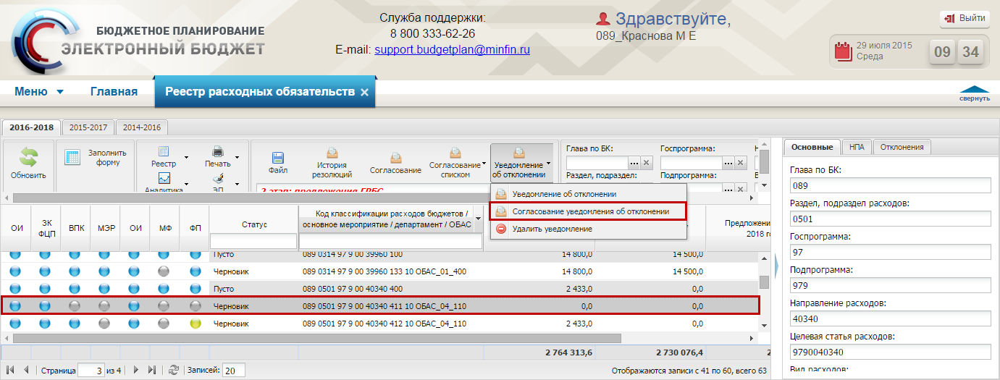 БЮДЖЕТНОЕ ПЛАНИРОВАНИЕ
ЭЛЕКТРОННЫЙ БЮДЖЕТ
Служба поддержки:
8 800 333-62-26
E-mail: support.budgetplan@minfin.ru
Здравствуйте,
089_Краснова М Е
Выйти
29 июля 2015
Среда
09 34
Меню Главная Реестр расходных обязательств
свернуть
2016-2018 2015-2017 2014-2016
Обновить
Заполнить
форму
Реестр
Печать
Аналитика
ЭП
Файл
История
резолюций
Согласование
Согласование
списком
Уведомление
об отклонении
2 этап: предложения ГРБС
Глава по БК:
Госпрограмма:
Раздел, подраздел:
Подпрограмма:
Уведомление об отклонении
Согласование уведомления об отклонении
Удалить уведомление
ОИ
ЗК
ФЦП
ВПК
МЭР
ОИ
МФ
ФП
Статус
Код классификации расходов бюджетов /
основное мероприятие / департамент / ОБАС
2018
Пусто 089 0314 97 9 00 39960 100 14 800,0 14 500,0
Черновик 089 0314 97 9 00 39960 133 10 ОБАС_01_400 14 800,0 14 500,0
Пусто 089 0501 97 9 00 40340 400 2 433,0 0,0
Черновик 089 0501 97 9 00 40340 411 10 ОБАС_04_110 0,0 0,0
Черновик 089 0501 97 9 00 40340 412 10 ОБАС_04_110 2 433,0 0,0
2 764 313,6 2 730 076,4 2
Страница 3 из 4 Записей: 20 Отображаются записи с 41 по 60, всего 63
Основные НПА Отклонения
Глава по БК:
089
Раздел, подраздел расходов:
0501
Госпрограмма:
97
Подпрограмма:
979
Направление расходов:
40340
Целевая статья расходов:
9790040340
Вид расходов: